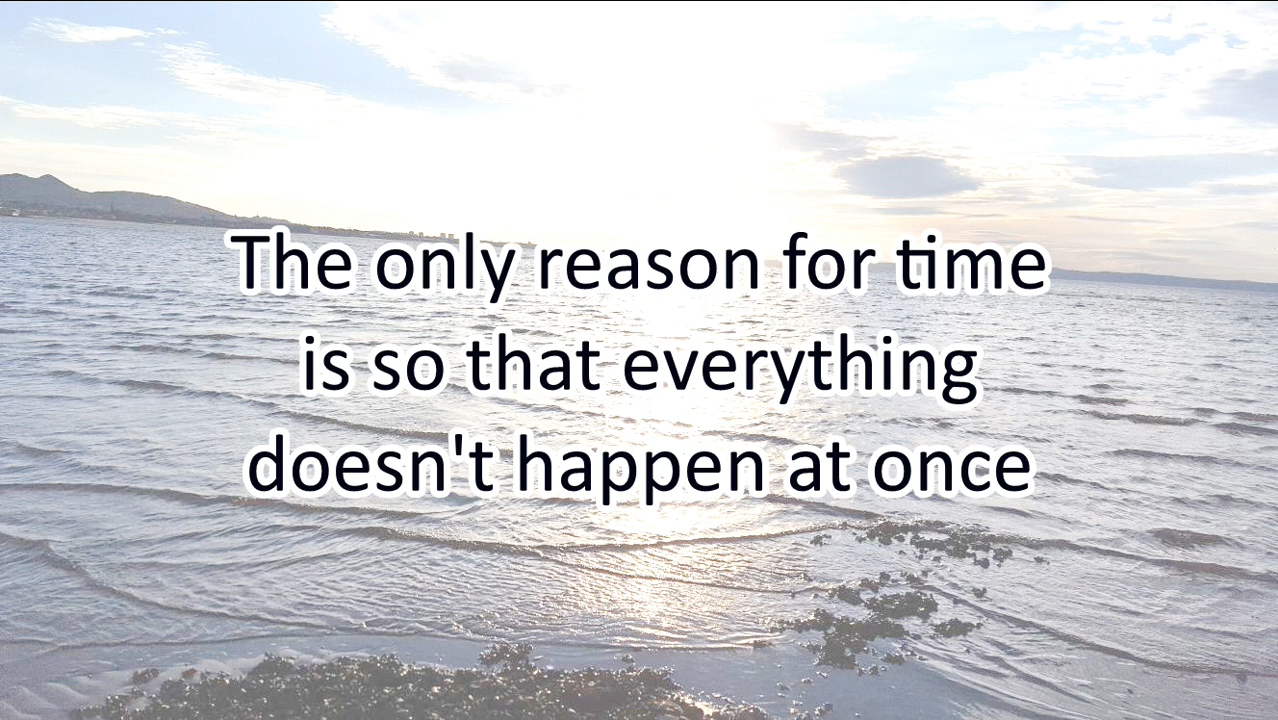 The only reason for time
is so that everything
doesn't happen at once